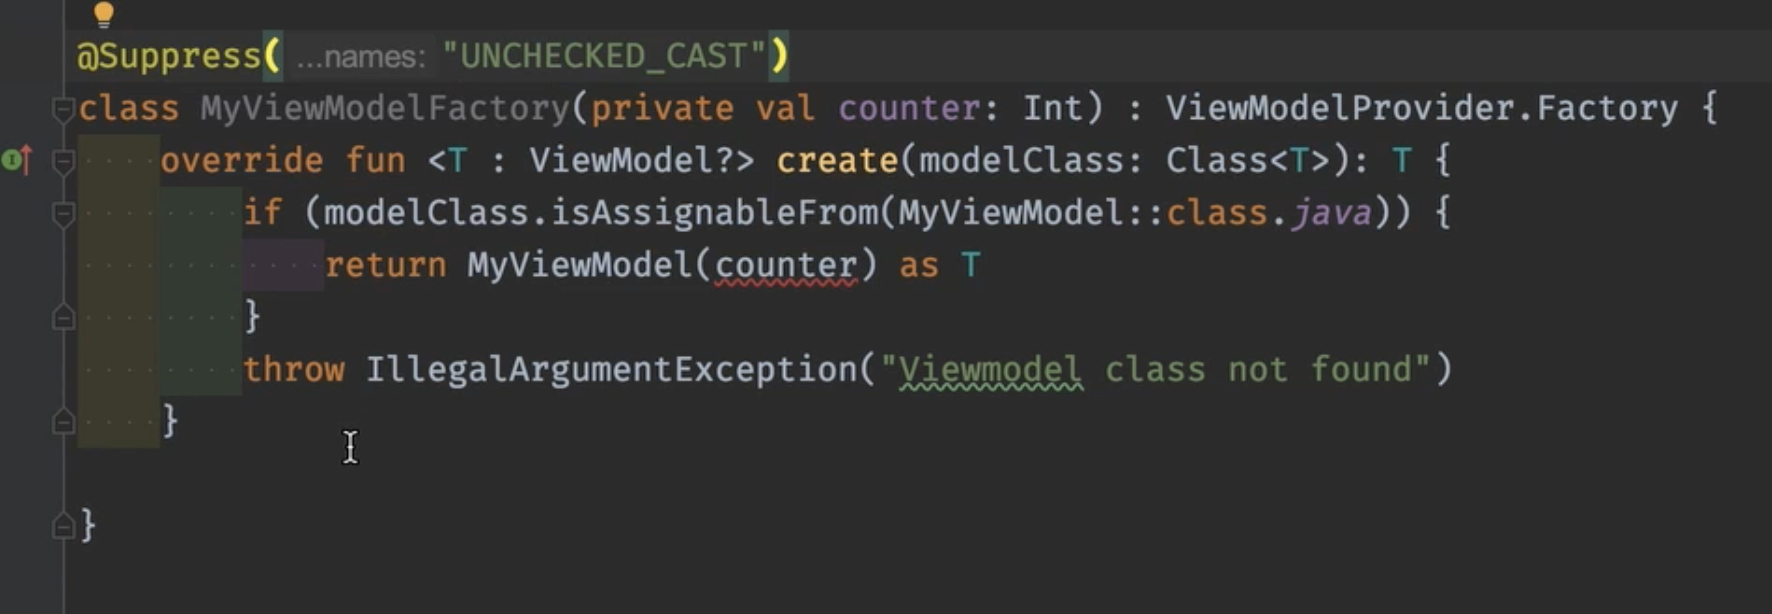 @Suppress( ...names: "UNCHECKED_CAST")
class MyViewModelFactory(private val counter: Int) : ViewModelProvider.Factory {
    override fun <T : ViewModel?> create(modelClass: Class<T>): T {
        if (modelClass.isAssignableFrom(MyViewModel::class.java)) {
            return MyViewModel(counter) as T
        }
        throw IllegalArgumentException("Viewmodel class not found")
    }
}